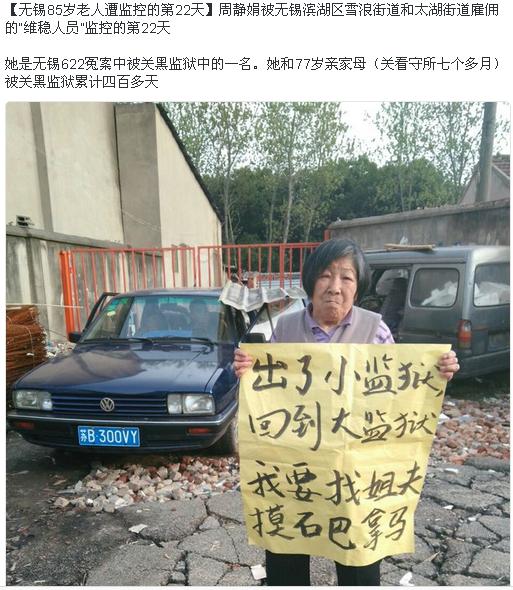 【无锡85岁老人遭监控的第22天】周静娟被无锡滨湖区雪浪街道和太湖街道雇佣
的"维稳人员"监控的第22天
她是无锡622冤案中被关黑监狱中的一名。她和77岁亲家母（关看守所七个多月）
被关黑监狱累计四百多天
苏B·300VY
出了小监狱,
回到大监狱
我要找姐夫
摸石巴拿马